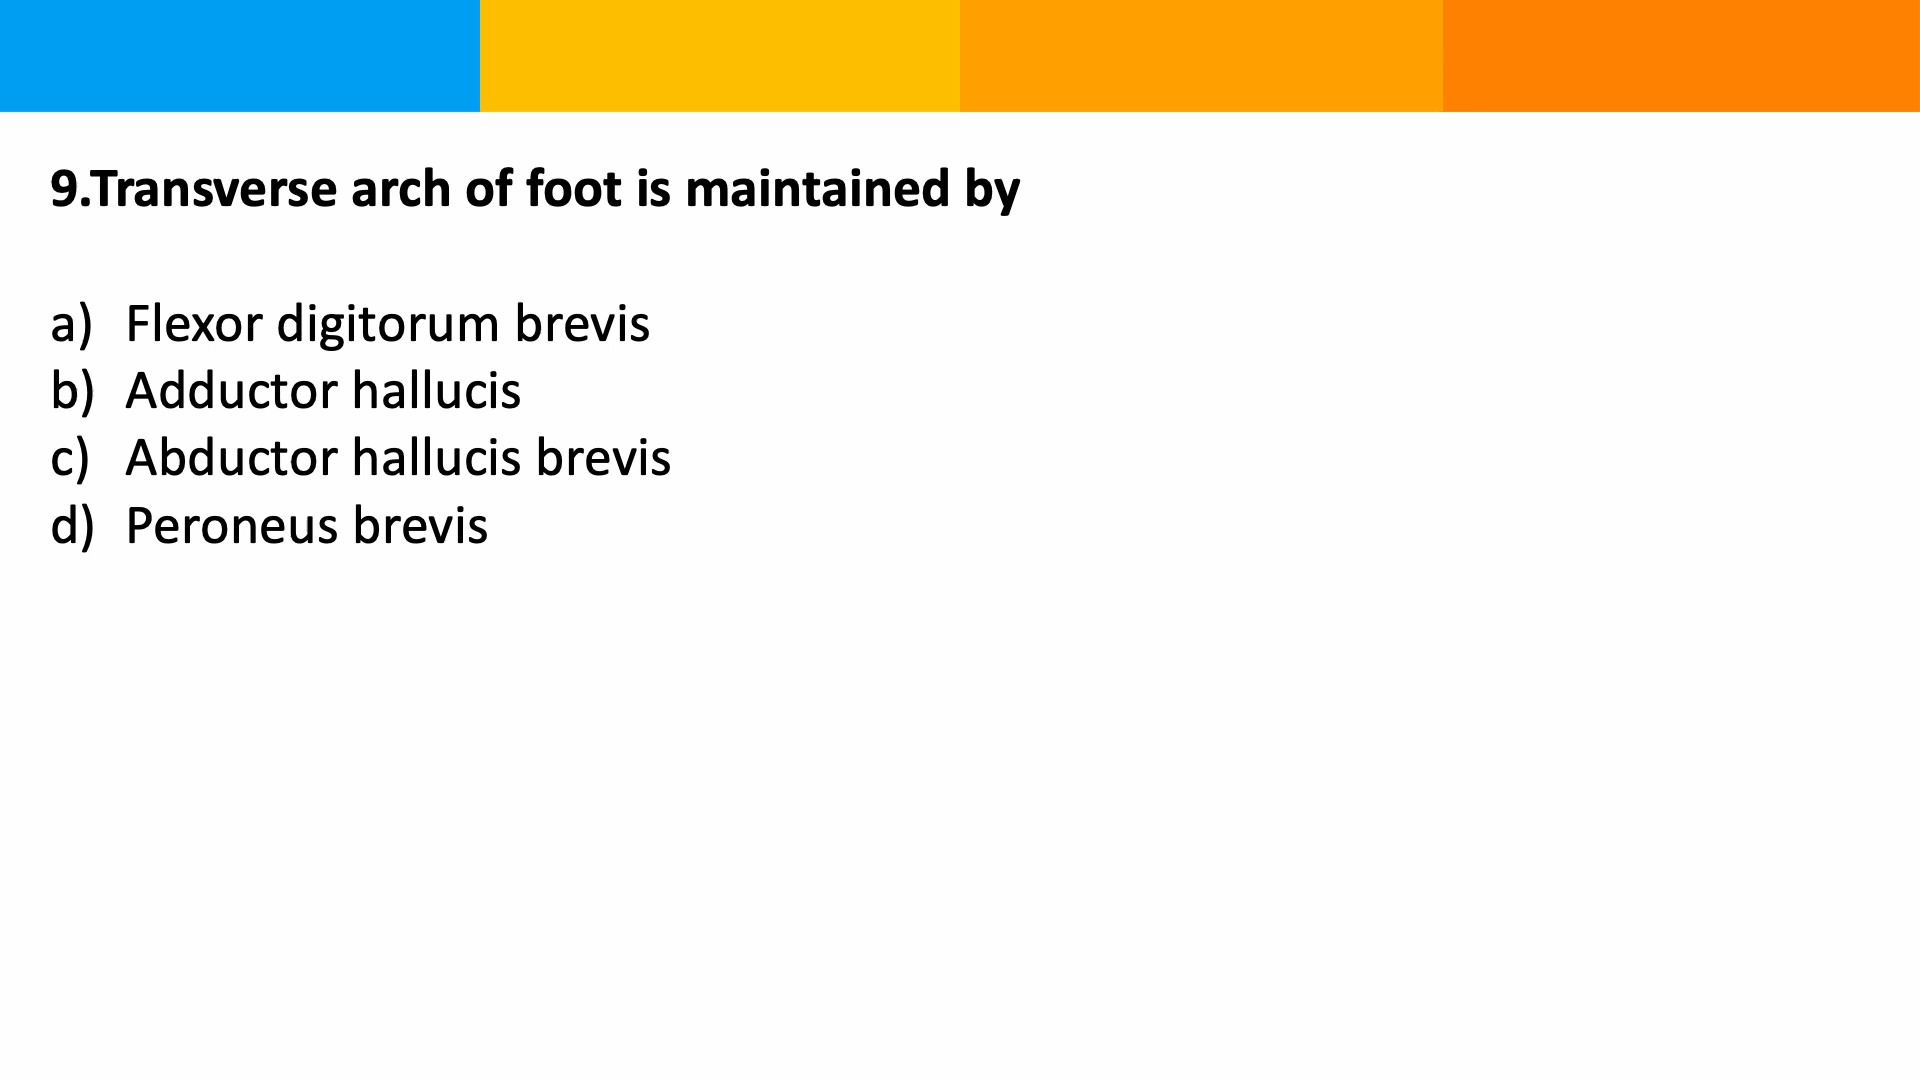 9.Transverse arch of foot is maintained by
a) Flexor digitorum brevis
b) Adductor hallucis
c) Abductor hallucis brevis
d) Peroneus brevis